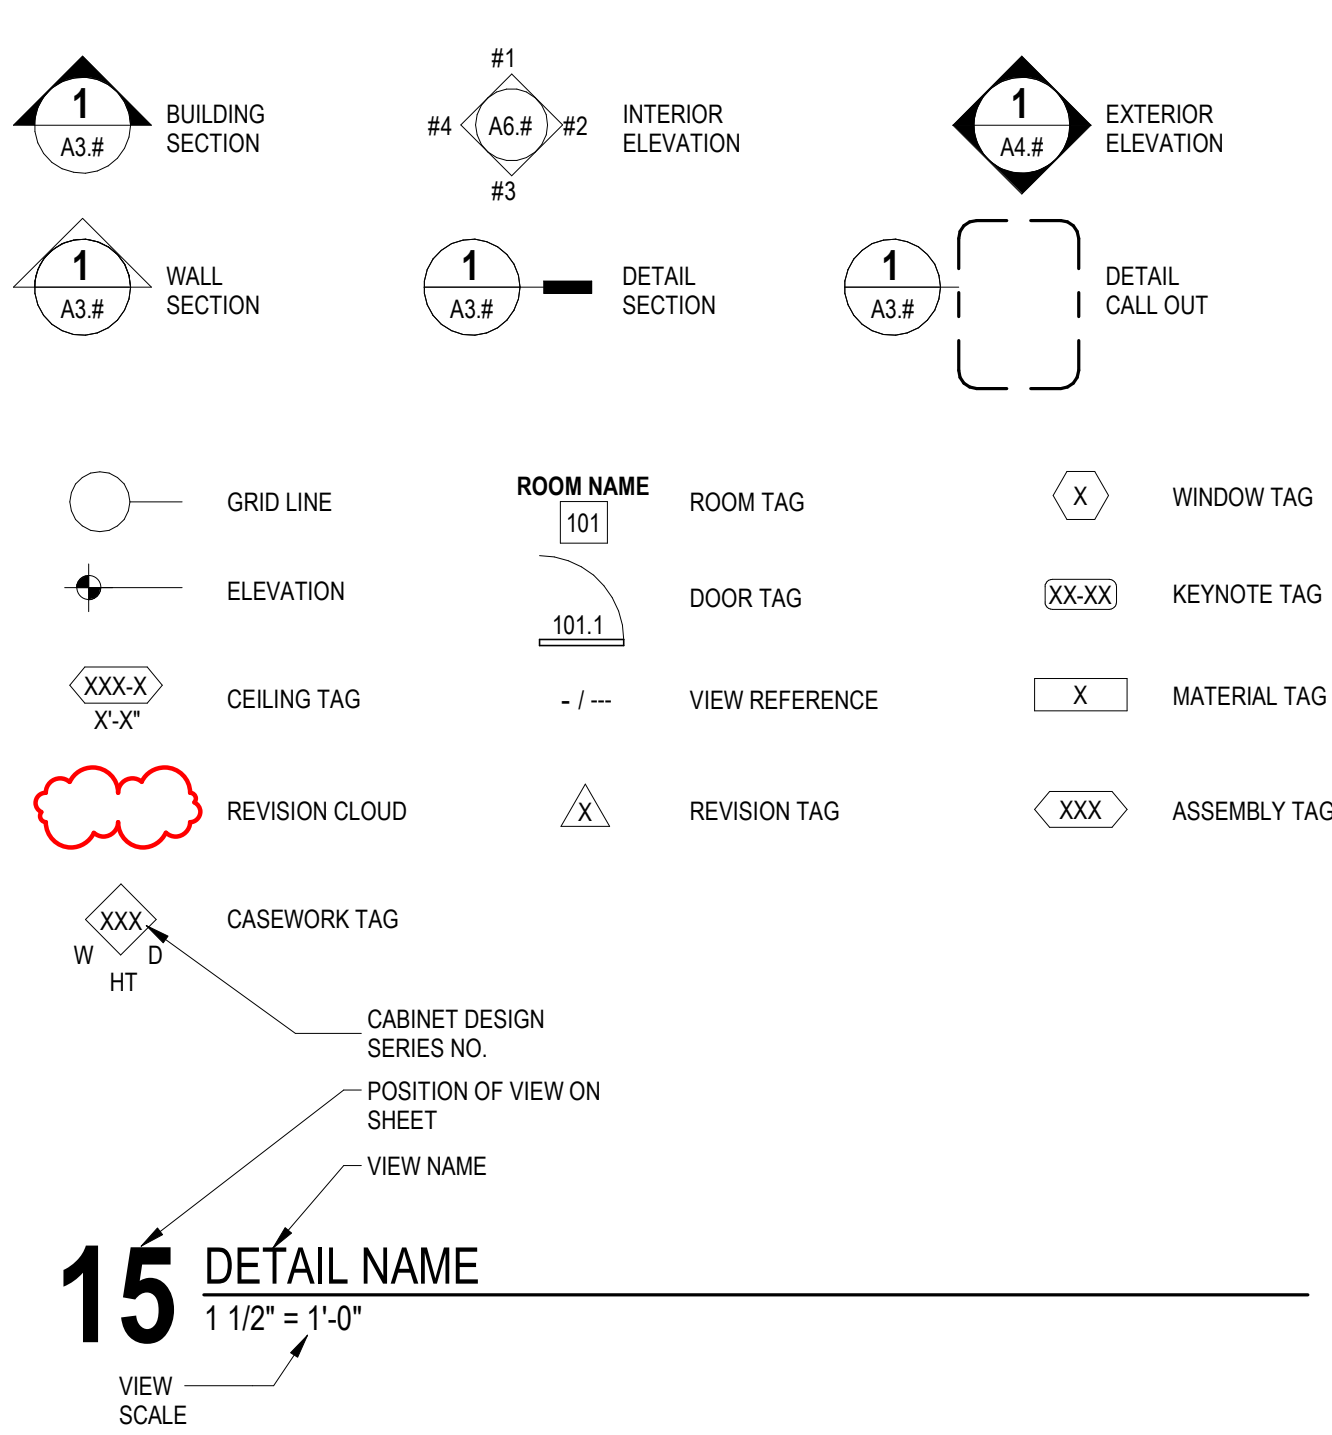 1
A3.#
BUILDING
SECTION
#1
#4
A6.#
#2
#3
INTERIOR
ELEVATION
1
A4.#
EXTERIOR
ELEVATION
1
A3.#
WALL
SECTION
1
A3.#
DETAIL
SECTION
1
A3.#
DETAIL
CALL OUT
GRID LINE
ROOM NAME
101
ROOM TAG
X
WINDOW TAG
ELEVATION
101.1
DOOR TAG
XX-XX
KEYNOTE TAG
XXX-X
X'-X"
CEILING TAG
- / ---
VIEW REFERENCE
X
MATERIAL TAG
REVISION CLOUD
X
REVISION TAG
XXX
ASSEMBLY TAG
XXX
W
D
HT
CASEWORK TAG
CABINET DESIGN
SERIES NO.
POSITION OF VIEW ON
SHEET
VIEW NAME
15
DETAIL NAME
1 1/2" = 1'-0"
VIEW
SCALE